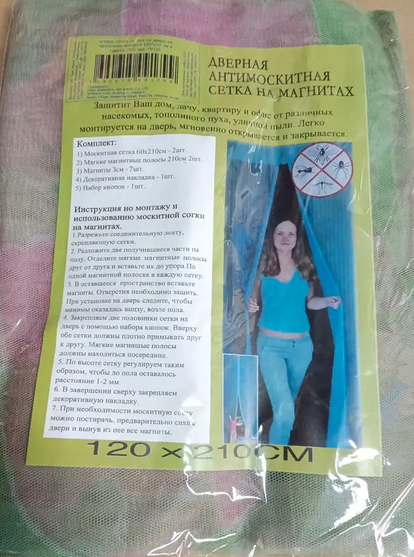 ДВЕРНАЯ
АНТИМОСКИТНАЯ
СЕТКА НА МАГНИТАХ
Защитит Ваш дом, дачу, квартиру и офис от различных
насекомых, тополиного пуха, уличной пыли. Легко
монтируется на дверь, мгновенно открывается и закрывается.
Комплект:
1) Москитная сетка 60х210см - 2шт.
2) Мягкие магнитные полосы 210см 2шт.
3) Магниты 3см - 7шт.
4) Декоративная накладка - 1шт.
5) Набор кнопок - 1шт.
Инструкция по монтажу и
использованию москитной сетки
на магнитах.
1. Разрежьте соединительную ленту,
скрепляющую сетки.
2. Разложите две получившиеся части на
полу. Отделите мягкие магнитные полосы
друг от друга и вставьте их до упора По
одной магнитной полоске в каждую сетку.
3. В оставшееся пространство вставьте
магниты. Отверстия необходимо защить.
При установке на дверь следите, чтобы
оказались внизу, возле пола.
4. Закрепляем две половинки сетки на
дверь с помощью набора кнопок. Вверху
обе сетки должны плотно примыкать друг
к другу. Мягкие полосы
должны находиться посередине.
5. По высоте сетку регулируем таким
образом, чтобы до пола оставалось
расстояние 1-2 мм.
6. В завершении сверху закрепляем
декоративную накладку.
7. При необходимости москитную сетку
можно постирать, предварительно сняв с
двери и вынув из нее все магниты.
120 x 210CM